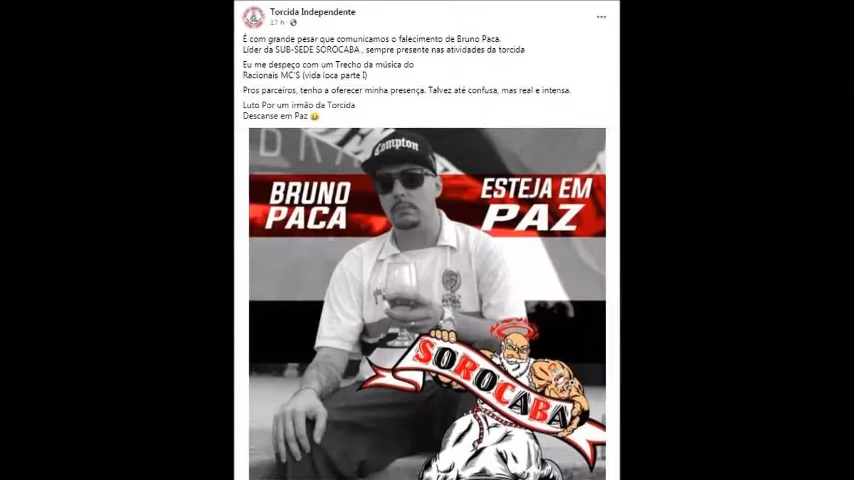 Torcida Independente
17 h ·
É com grande pesar que comunicamos o falecimento de Bruno Paca.
Líder da SUB-SEDE SOROCABA , sempre presente nas atividades da torcida
Eu me despeço com um Trecho da música do
Racionais MC'S (vida loca parte I)
Pros parceiros, tenho a oferecer minha presença. Talvez até confusa, mas real e intensa.
Luto Por um irmão da Torcida
Descanse em Paz
Compton
BRUNO
PACA
ESTEJA EM
PAZ
SOROCABA